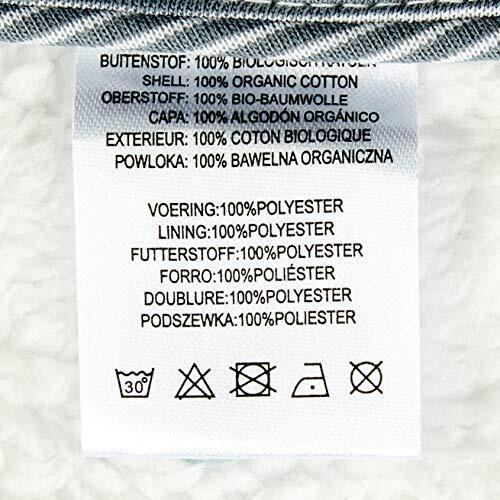 BUITENSTOF: 100% BIOLOGISCH KATOEN
SHELL: 100% ORGANIC COTTON
OBERSTOFF: 100% BIO-BAUMWOLLE
CAPA: 100% ALGODÓN ORGÁNICO
EXTERIEUR: 100% COTON BIOLOGIQUE
POWLOKA: 100% BAWELNA ORGANICZNA
VOERING:100%POLYESTER
LINING:100%POLYESTER
FUTTERSTOFF:100%POLYESTER
FORRO:100%POLIÉSTER
DOUBLURE:100%POLYESTER
PODSZEWKA:100%POLIESTER
30°